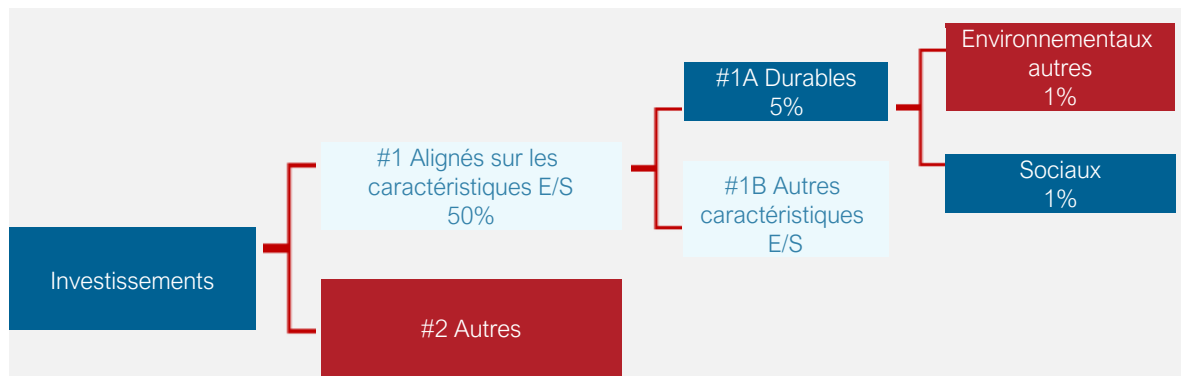 Investissements
#1 Alignés sur les
caractéristiques E/S
50%
#2 Autres
#1A Durables
5%
#1B Autres
caractéristiques
E/S
Environnementaux
autres
1%
Sociaux
1%